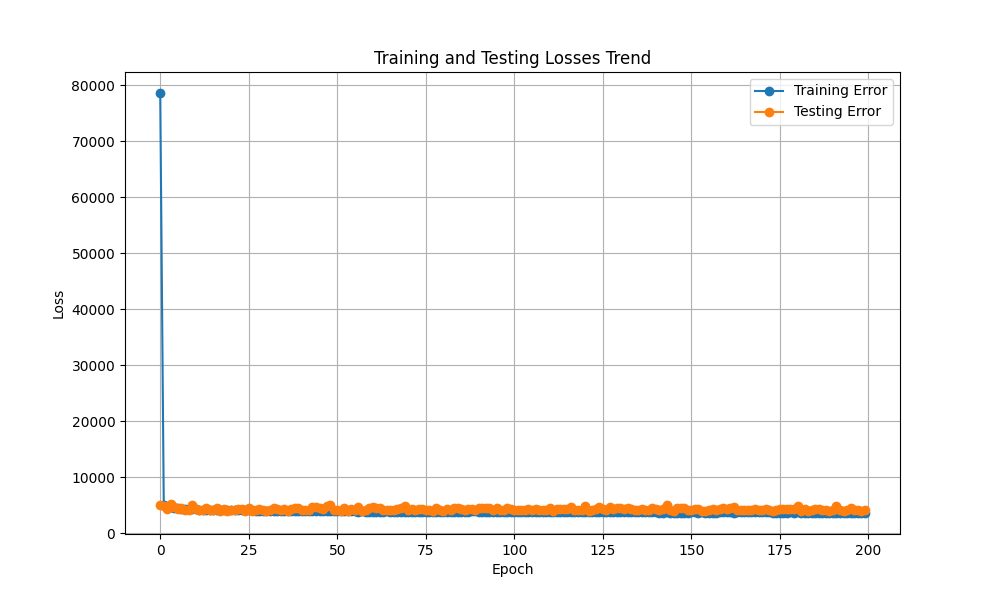 Training and Testing Losses Trend
Training Error
Testing Error
80000
70000
60000
50000
40000
30000
20000
10000
0
Loss
0 25 50 75 100 125 150 175 200
Epoch